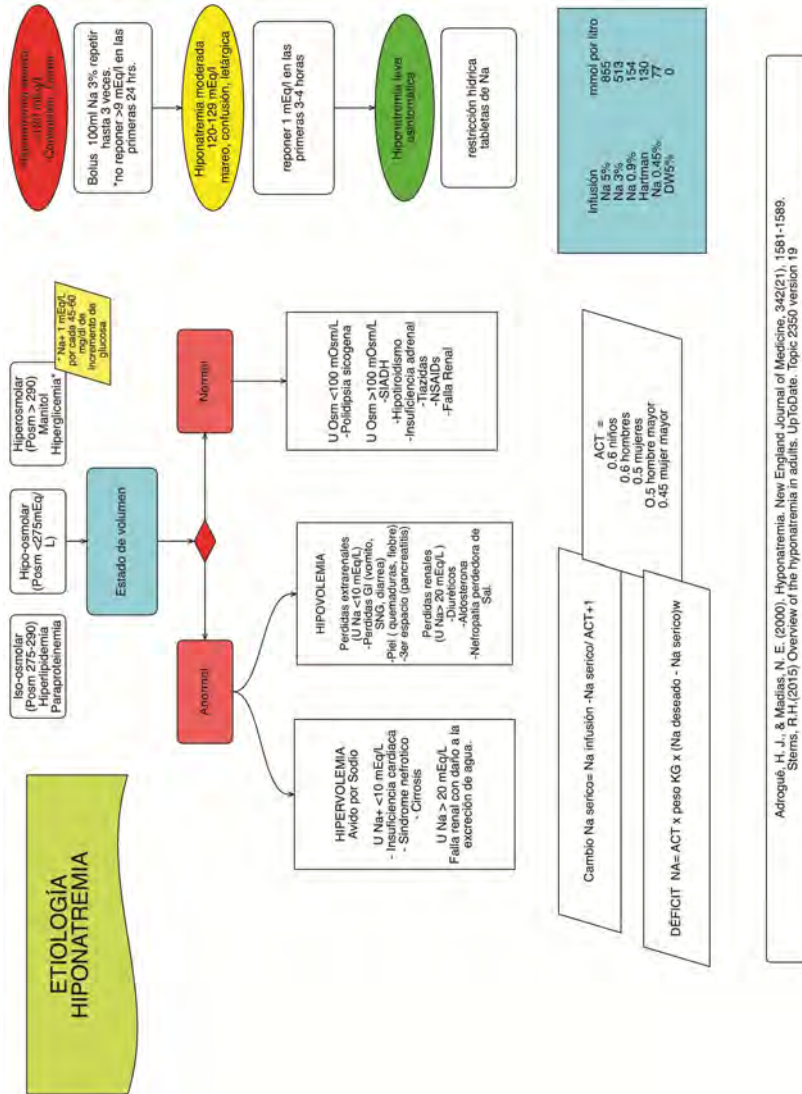 ETIOLOGÍA
HIPONATREMIA
Iso-osmolar
(Posm 275-290)
Hiperlipidemia
Paraproteinemia
Hipo-osmolar
(Posm <275mEq/
L)
Hiperosmolar
(Posm > 290)
Manitol
Hiperglicemia*
* Na+ 1 mEq/L
por cada 45-60
mg/dl de
incremento de
glucosa
Estado de volumen
Anormal
Normal
HIPERVOLEMIA
Avido por Sodio
U Na+ <10 mEq/L
- Insuficiencia cardiaca
- Sindrome nefrotico
- Cirrosis
U Na > 20 mEq/L
Falla renal con daño a la
excreción de agua.
HIPOVOLEMIA
Perdidas extrarenales
(U Na <10 mEq/L)
-Perdidas GI (vomito,
SNG, diarrea)
-Piel ( quemaduras, fiebre)
-3er espacio (pancreatitis)
Perdidas renales
(U Na> 20 mEq/L )
-Diuréticos
-Aldosterona
-Nefropatía perdedora de
Sal.
U Osm <100 mOsm/L
-Polidipsia sicogena
U Osm >100 mOsm/L
-SIADH
-Hipotiroidismo
-Insuficiencia adrenal
-Tiazidas
-NSAIDs
-Falla Renal
Hiponatremia
Bolus 100ml Na 3% repetir
hasta 3 veces.
*no reponer >9 mEq/l en las
primeras 24 hrs.
Hiponatremia moderada
120-129 mEq/l
mareo, confusión, letárgica
reponer 1 mEq/l en las
primeras 3-4 horas
Hiponatremia leve
asintomática
restricción hídrica
tabletas de Na
Cambio Na serico= Na infusión -Na serico/ ACT+1
DÉFICIT NA= ACT x peso KG x (Na deseado - Na serico)w
ACT =
0.6 niños
0.6 hombres
0.5 mujeres
O.5 hombre mayor
0.45 mujer mayor
Infusión mmol por litro
Na 5% 855
Na 3% 513
Na 0.9% 154
Hartman 130
Na 0.45% 77
DW5% 0
Adrogué, H. J., & Madias, N. E. (2000). Hyponatremia. New England Journal of Medicine, 342(21), 1581-1589.
Sterns, R.H.(2015) Overview of the hyponatremia in adults. UpToDate. Topic 2350 version 19